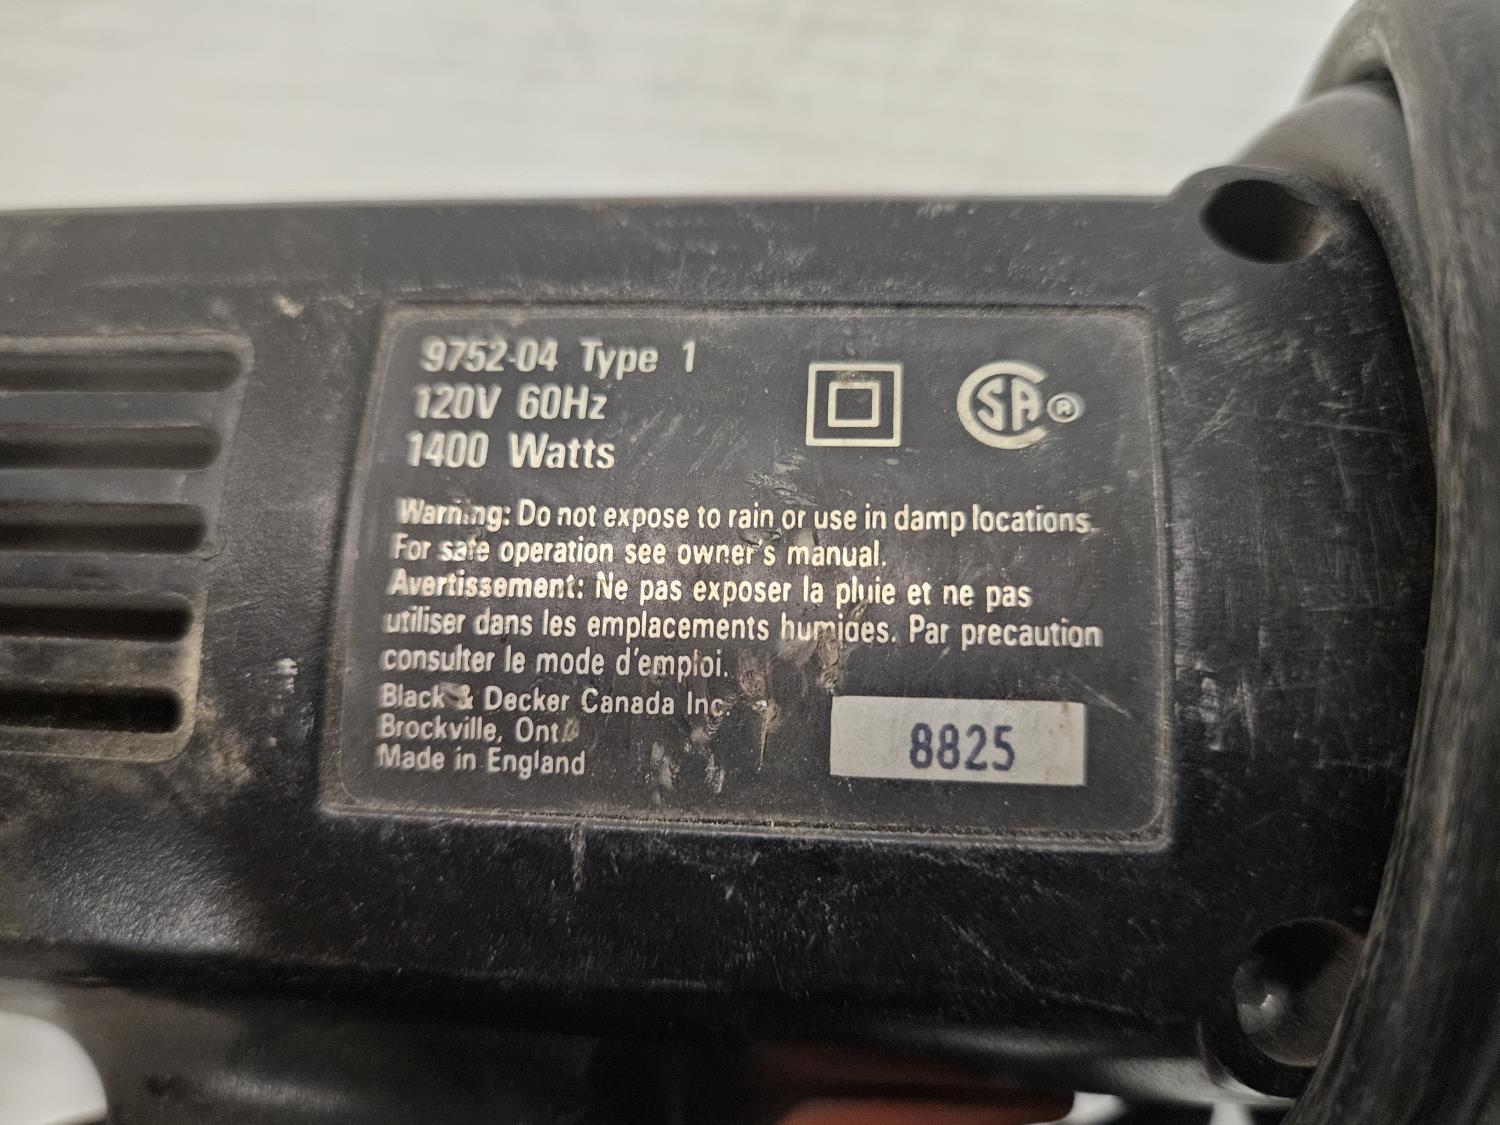 9752-04 Type 1
120V 60Hz
1400 Watts
CSA®
Warning: Do not expose to rain or use in damp locations.
For safe operation see owner's manual.
Avertissement: Ne pas exposer la pluie et ne pas
utiliser dans les emplacements humides. Par precaution
consulter le mode d'emploi.
Black & Decker Canada Inc.
Brockville, Ont.
Made in England
8825